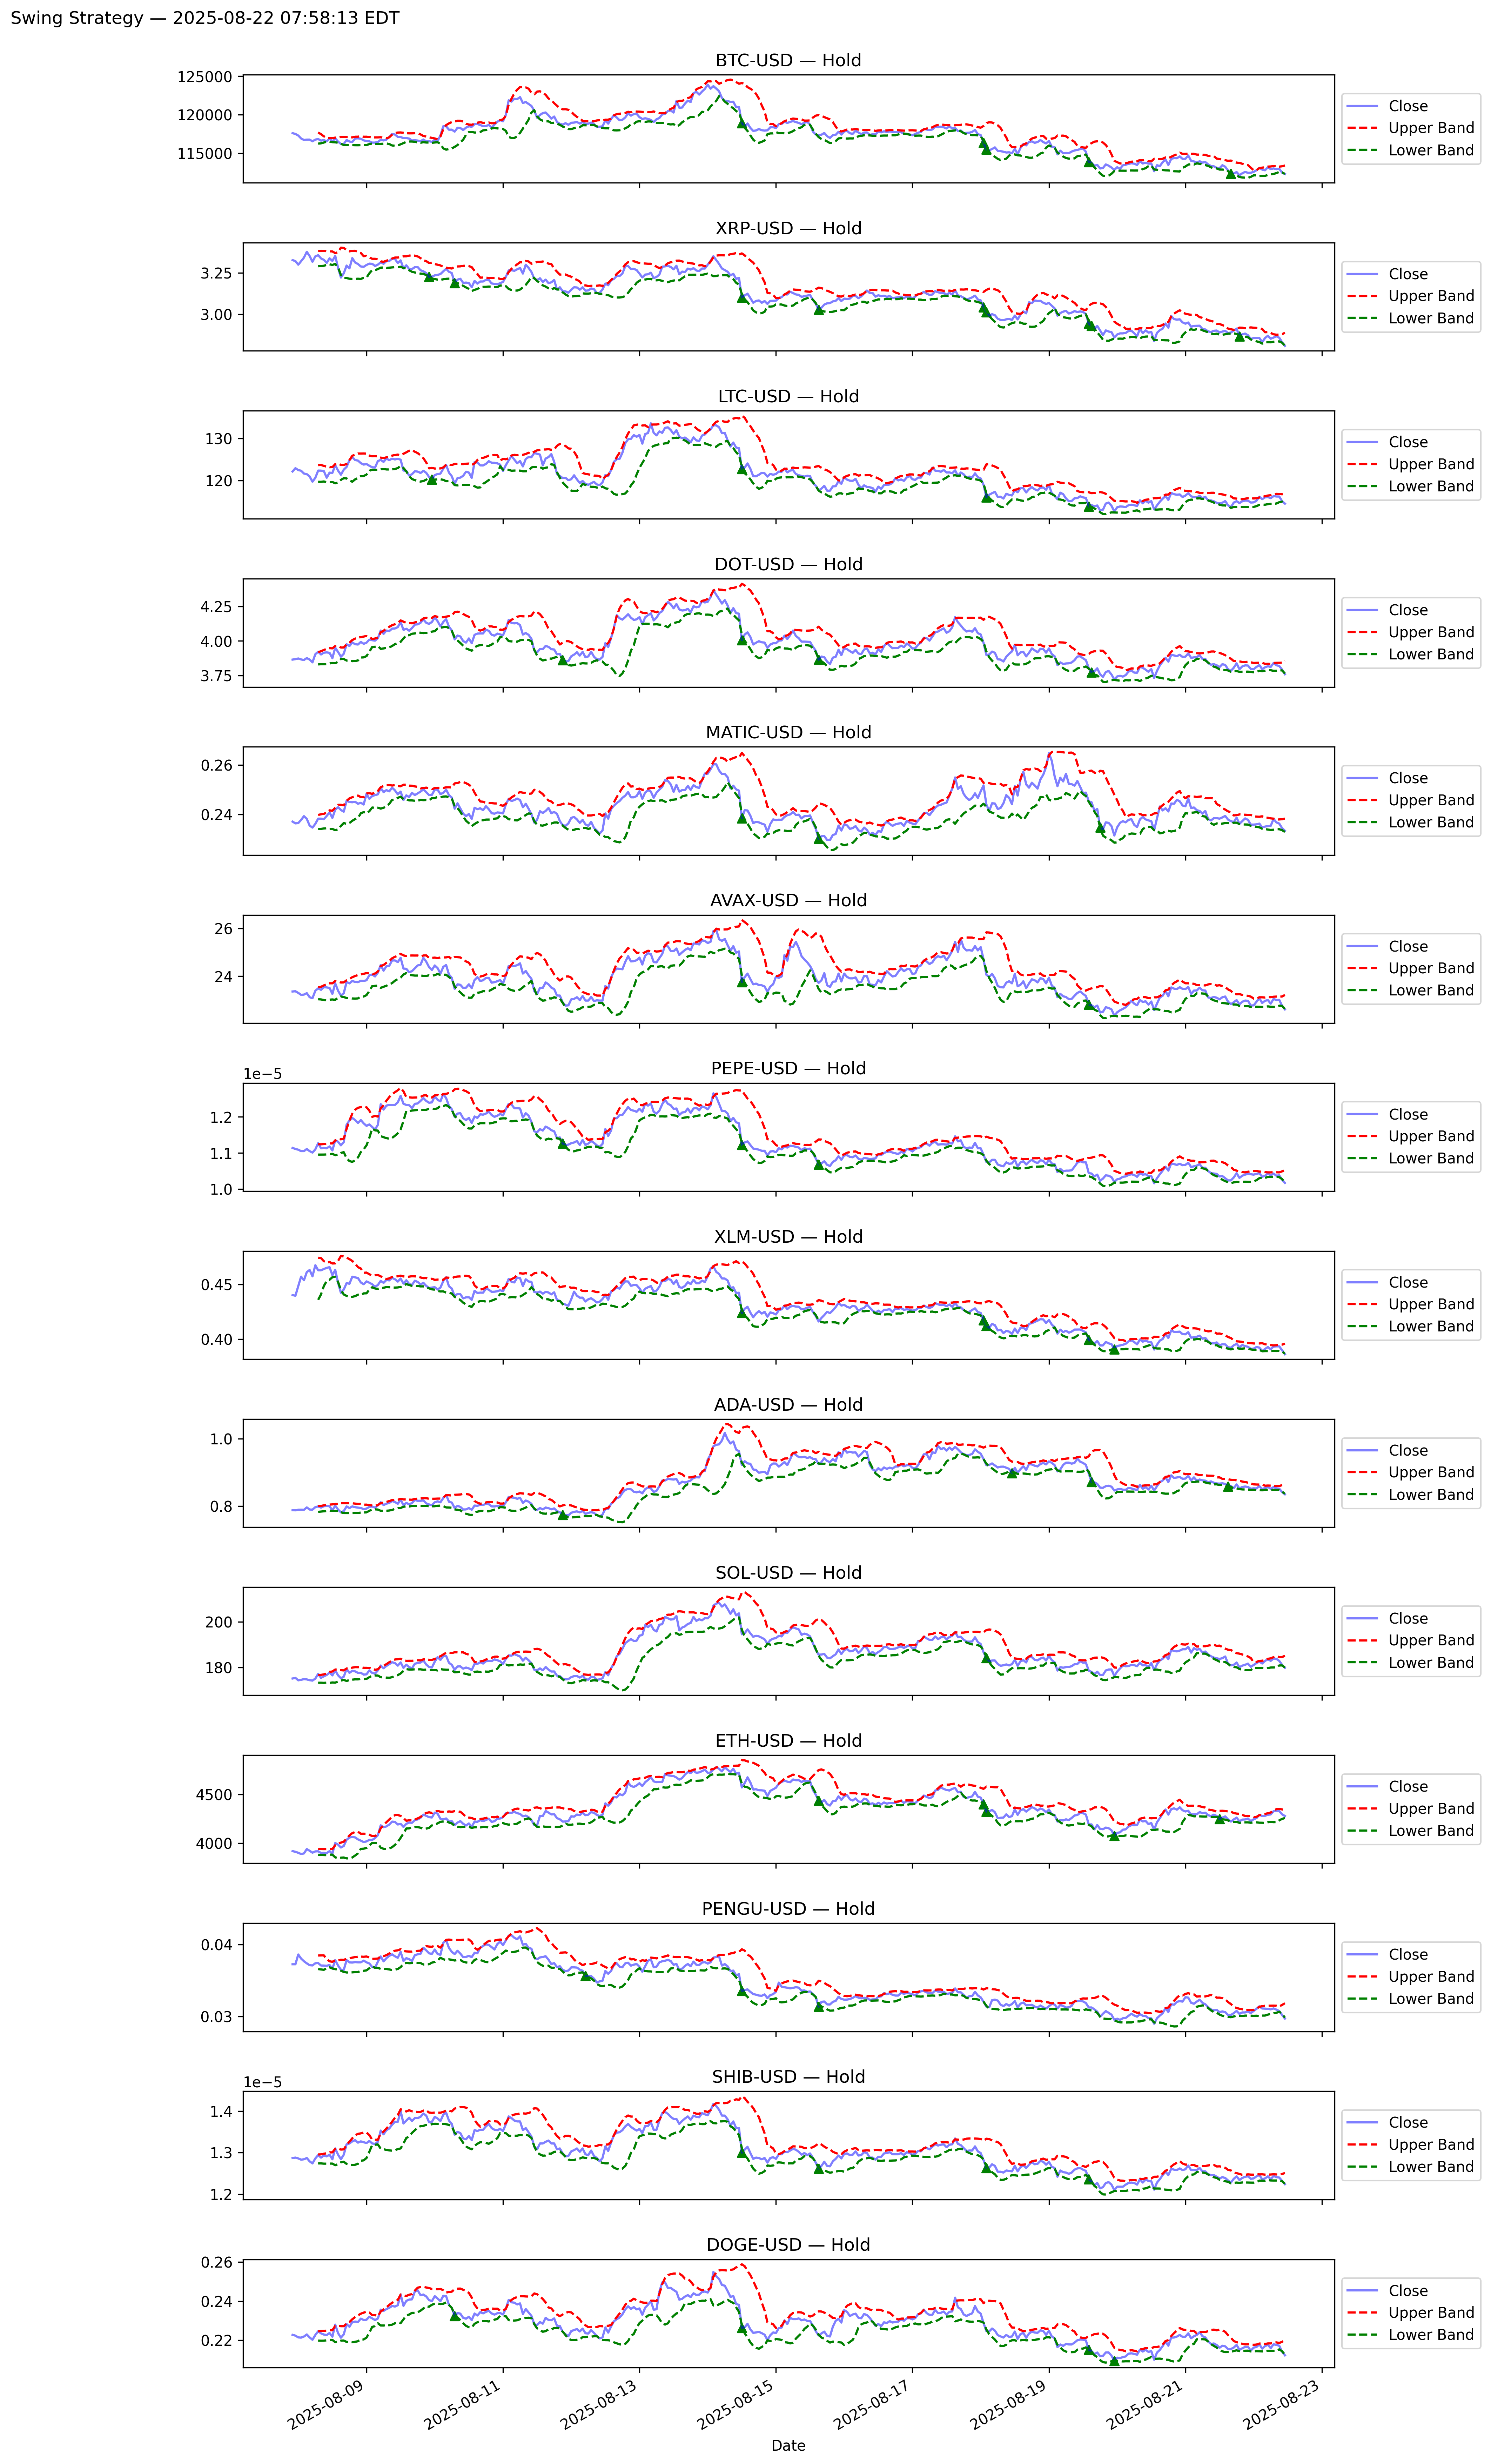 Swing Strategy — 2025-08-22 07:58:13 EDT
BTC-USD — Hold
125000
120000
115000
Close
Upper Band
Lower Band
XRP-USD — Hold
3.25
3.00
Close
Upper Band
Lower Band
LTC-USD — Hold
130
120
Close
Upper Band
Lower Band
DOT-USD — Hold
4.25
4.00
3.75
Close
Upper Band
Lower Band
MATIC-USD — Hold
0.26
0.24
Close
Upper Band
Lower Band
AVAX-USD — Hold
26
24
Close
Upper Band
Lower Band
PEPE-USD — Hold
1e−5
1.2
1.1
1.0
Close
Upper Band
Lower Band
XLM-USD — Hold
0.45
0.40
Close
Upper Band
Lower Band
ADA-USD — Hold
1.0
0.8
Close
Upper Band
Lower Band
SOL-USD — Hold
200
180
Close
Upper Band
Lower Band
ETH-USD — Hold
4500
4000
Close
Upper Band
Lower Band
PENGU-USD — Hold
0.04
0.03
Close
Upper Band
Lower Band
SHIB-USD — Hold
1e−5
1.4
1.3
1.2
Close
Upper Band
Lower Band
DOGE-USD — Hold
0.26
0.24
0.22
Close
Upper Band
Lower Band
2025-08-09
2025-08-11
2025-08-13
2025-08-15
2025-08-17
2025-08-19
2025-08-21
2025-08-23
Date